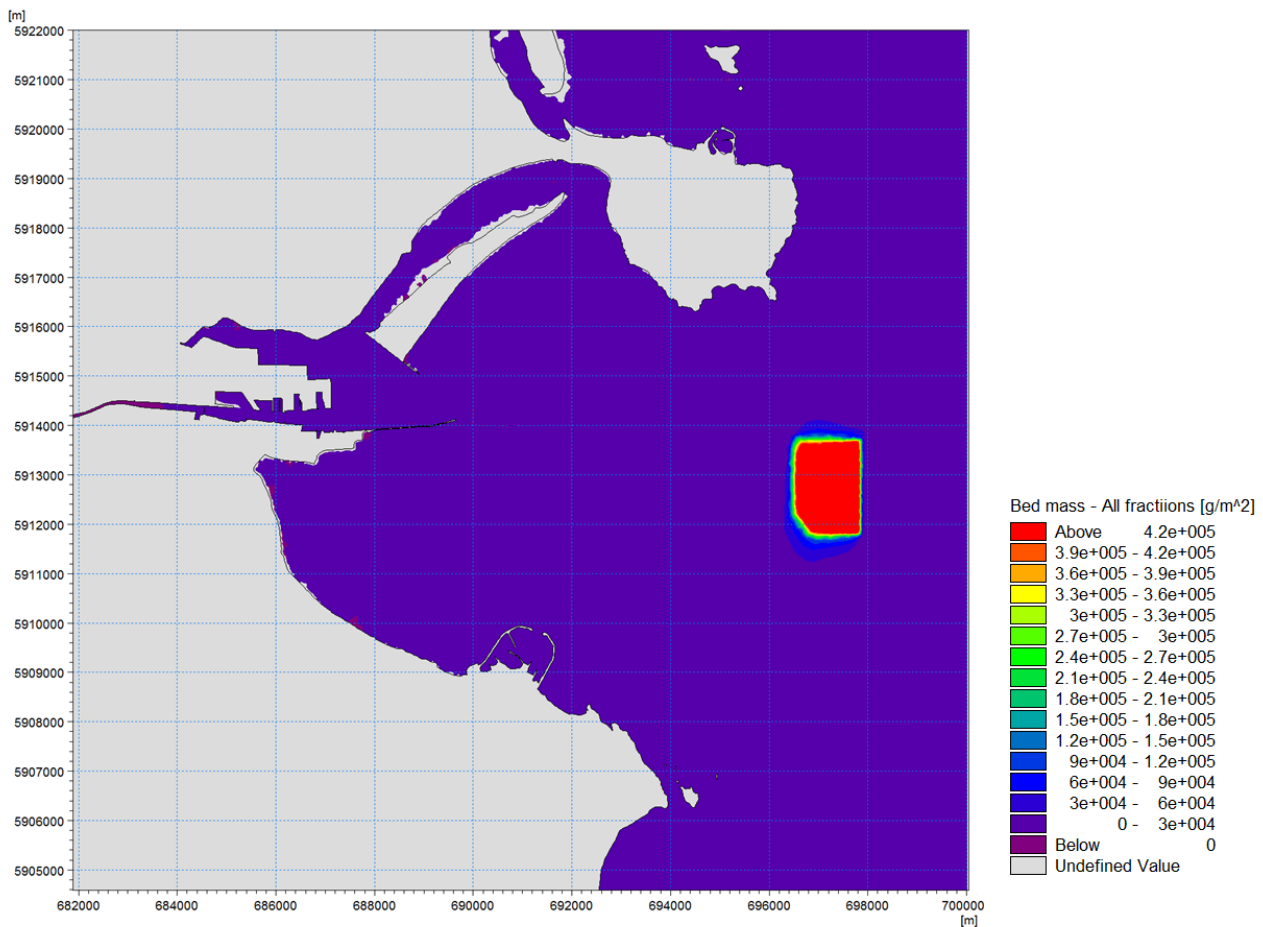 [m]
5922000
5921000
5920000
5919000
5918000
5917000
5916000
5915000
5914000
5913000
5912000
5911000
5910000
5909000
5908000
5907000
5906000
5905000
682000 684000 686000 688000 690000 692000 694000 696000 698000 700000
[m]
Bed mass - All fractiions [g/m^2]
Above 4.2e+005
3.9e+005 - 4.2e+005
3.6e+005 - 3.9e+005
3.3e+005 - 3.6e+005
3e+005 - 3.3e+005
2.7e+005 - 3e+005
2.4e+005 - 2.7e+005
2.1e+005 - 2.4e+005
1.8e+005 - 2.1e+005
1.5e+005 - 1.8e+005
1.2e+005 - 1.5e+005
9e+004 - 1.2e+005
6e+004 - 9e+004
3e+004 - 6e+004
0 - 3e+004
Below 0
Undefined Value